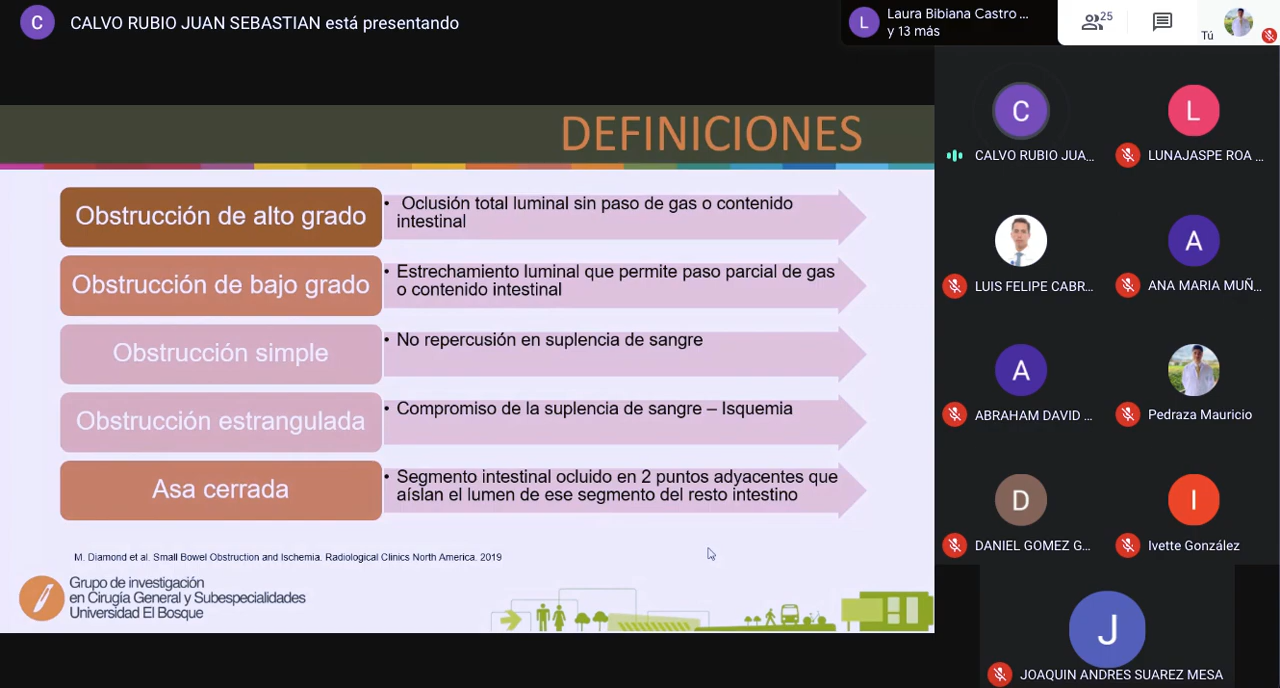 C CALVO RUBIO JUAN SEBASTIAN está presentando
L Laura Bibiana Castro ...
y 13 más
25
Tú
DEFINICIONES
Obstrucción de alto grado
• Oclusión total luminal sin paso de gas o contenido
intestinal
Obstrucción de bajo grado
• Estrechamiento luminal que permite paso parcial de gas
o contenido intestinal
Obstrucción simple
• No repercusión en suplencia de sangre
Obstrucción estrangulada
• Compromiso de la suplencia de sangre – Isquemia
Asa cerrada
• Segmento intestinal ocluido en 2 puntos adyacentes que
aíslan el lumen de ese segmento del resto intestino
M. Diamond et al. Small Bowel Obstruction and Ischemia. Radiological Clinics North America. 2019
Grupo de investigación
en Cirugía General y Subespecialidades
Universidad El Bosque
C
CALVO RUBIO JUA...
L
LUNAJASPE ROA ...
LUIS FELIPE CABR...
A
ANA MARIA MUÑ...
A
ABRAHAM DAVID ...
Pedraza Mauricio
D
DANIEL GOMEZ G...
I
Ivette González
J
JOAQUIN ANDRES SUAREZ MESA